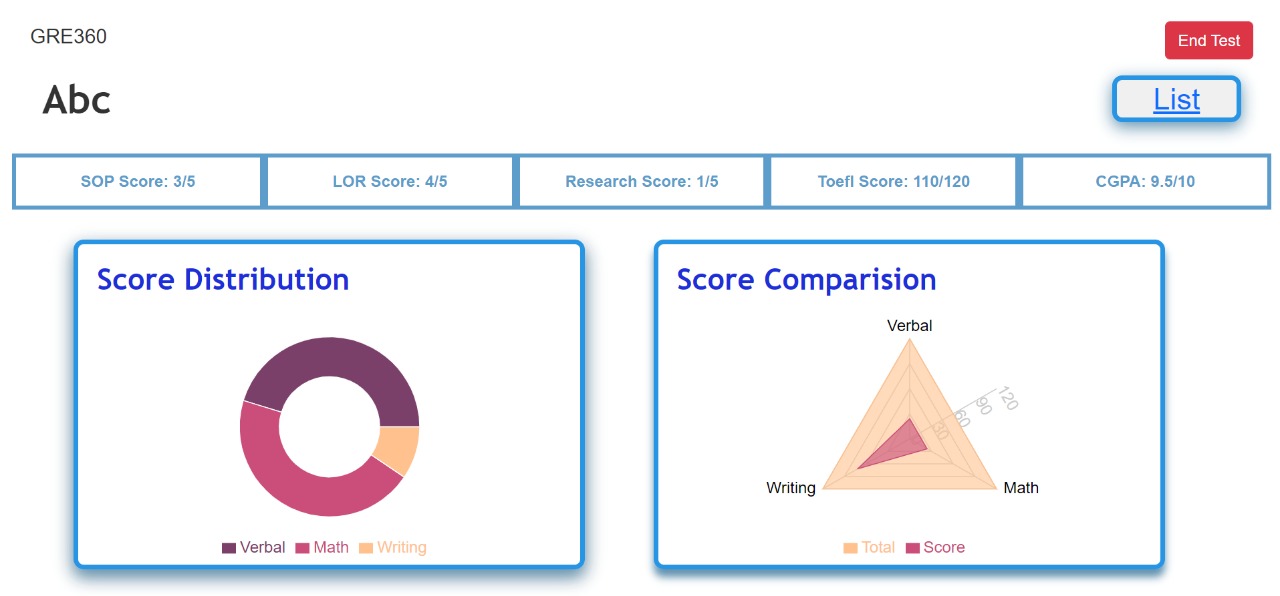 GRE360
End Test
Abc
List
SOP Score: 3/5
LOR Score: 4/5
Research Score: 1/5
Toefl Score: 110/120
CGPA: 9.5/10
Score Distribution
Verbal
Math
Writing
Score Comparision
Verbal
120
90
60
30
Writing
Math
Total
Score